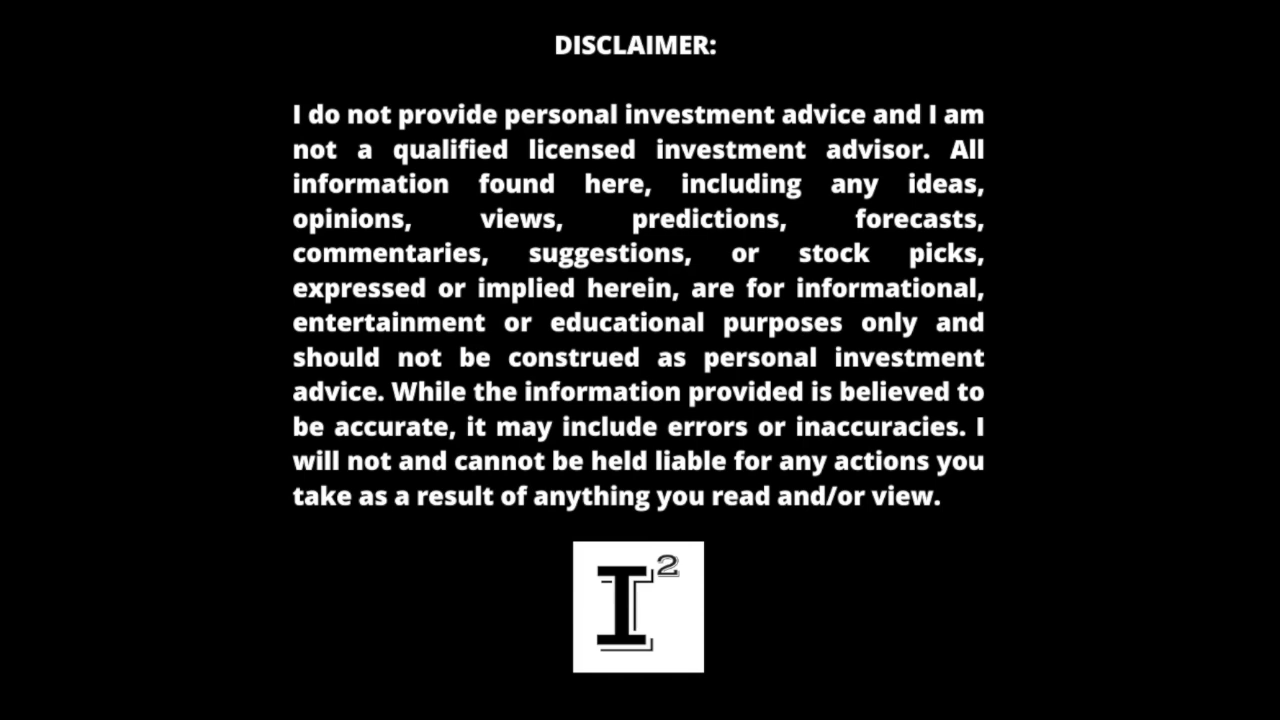 DISCLAIMER:
I do not provide personal investment advice and I am
not a qualified licensed investment advisor. All
information found here, including any ideas,
opinions, views, predictions, forecasts,
commentaries, suggestions, or stock picks,
expressed or implied herein, are for informational,
entertainment or educational purposes only and
should not be construed as personal investment
advice. While the information provided is believed to
be accurate, it may include errors or inaccuracies. I
will not and cannot be held liable for any actions you
take as a result of anything you read and/or view.
I²